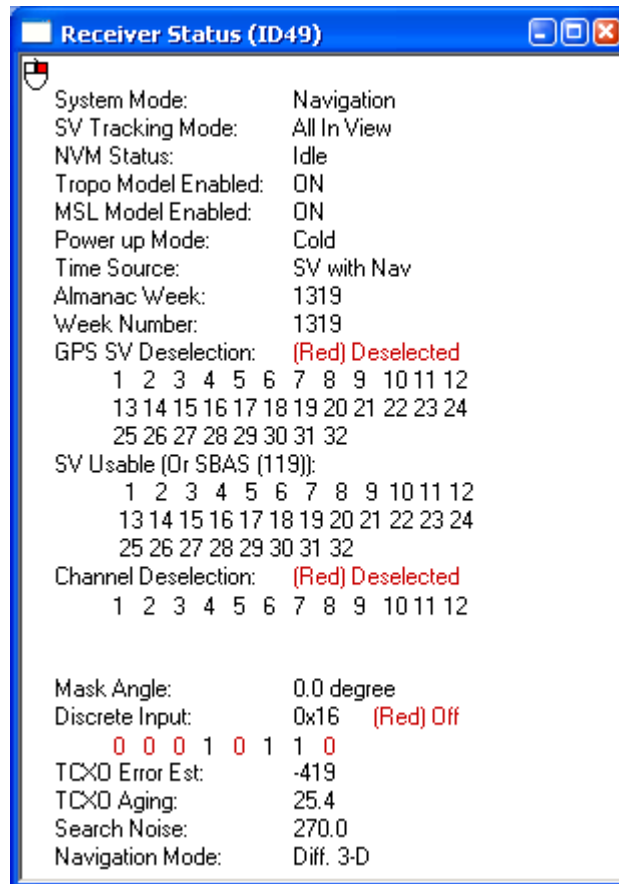 Receiver Status (ID49)
System Mode: Navigation
SV Tracking Mode: All In View
NVM Status: Idle
Tropo Model Enabled: ON
MSL Model Enabled: ON
Power up Mode: Cold
Time Source: SV with Nav
Almanac Week: 1319
Week Number: 1319
GPS SV Deselection: (Red) Deselected
1 2 3 4 5 6 7 8 9 10 11 12
13 14 15 16 17 18 19 20 21 22 23 24
25 26 27 28 29 30 31 32
SV Usable (Or SBAS (119)):
1 2 3 4 5 6 7 8 9 10 11 12
13 14 15 16 17 18 19 20 21 22 23 24
25 26 27 28 29 30 31 32
Channel Deselection: (Red) Deselected
1 2 3 4 5 6 7 8 9 10 11 12
Mask Angle: 0.0 degree
Discrete Input: 0x16 (Red) Off
0 0 0 1 0 1 1 0
TCXO Error Est: -419
TCXO Aging: 25.4
Search Noise: 270.0
Navigation Mode: Diff. 3-D